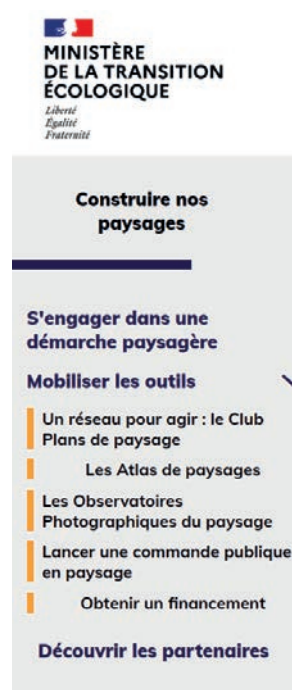 MINISTÈRE
DE LA TRANSITION
ÉCOLOGIQUE
Liberté
Égalité
Fraternité
Construire nos
paysages
S'engager dans une
démarche paysagère
Mobiliser les outils
Un réseau pour agir : le Club
Plans de paysage
Les Atlas de paysages
Les Observatoires
Photographiques du paysage
Lancer une commande publique
en paysage
Obtenir un financement
Découvrir les partenaires